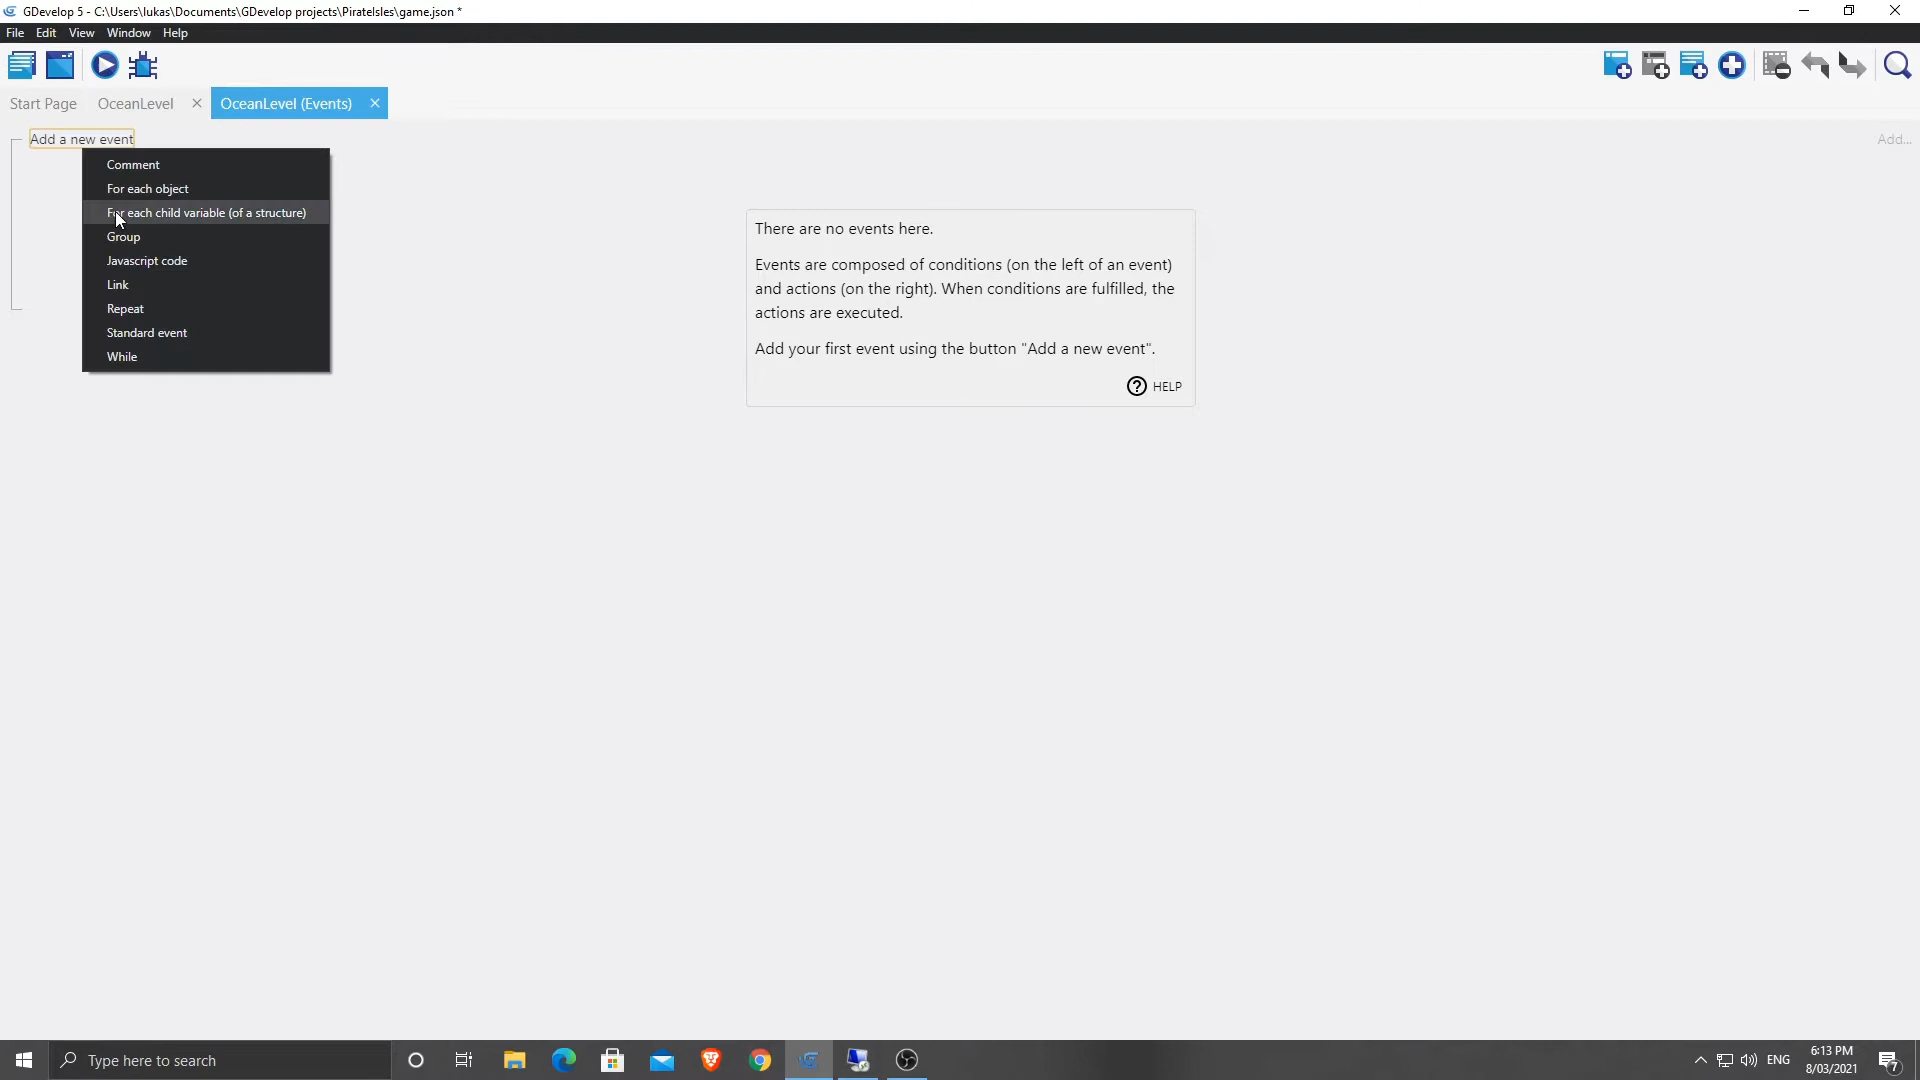 GDevelop 5 - C:\Users\lukas\Documents\GDevelop projects\PirateIsles\game.json *
File Edit View Window Help
Start Page OceanLevel OceanLevel (Events)
Add a new event
Add...
Comment
For each object
For each child variable (of a structure)
Group
Javascript code
Link
Repeat
Standard event
While
There are no events here.
Events are composed of conditions (on the left of an event)
and actions (on the right). When conditions are fulfilled, the
actions are executed.
Add your first event using the button "Add a new event".
? HELP
Type here to search
ENG
6:13 PM
8/03/2021
7